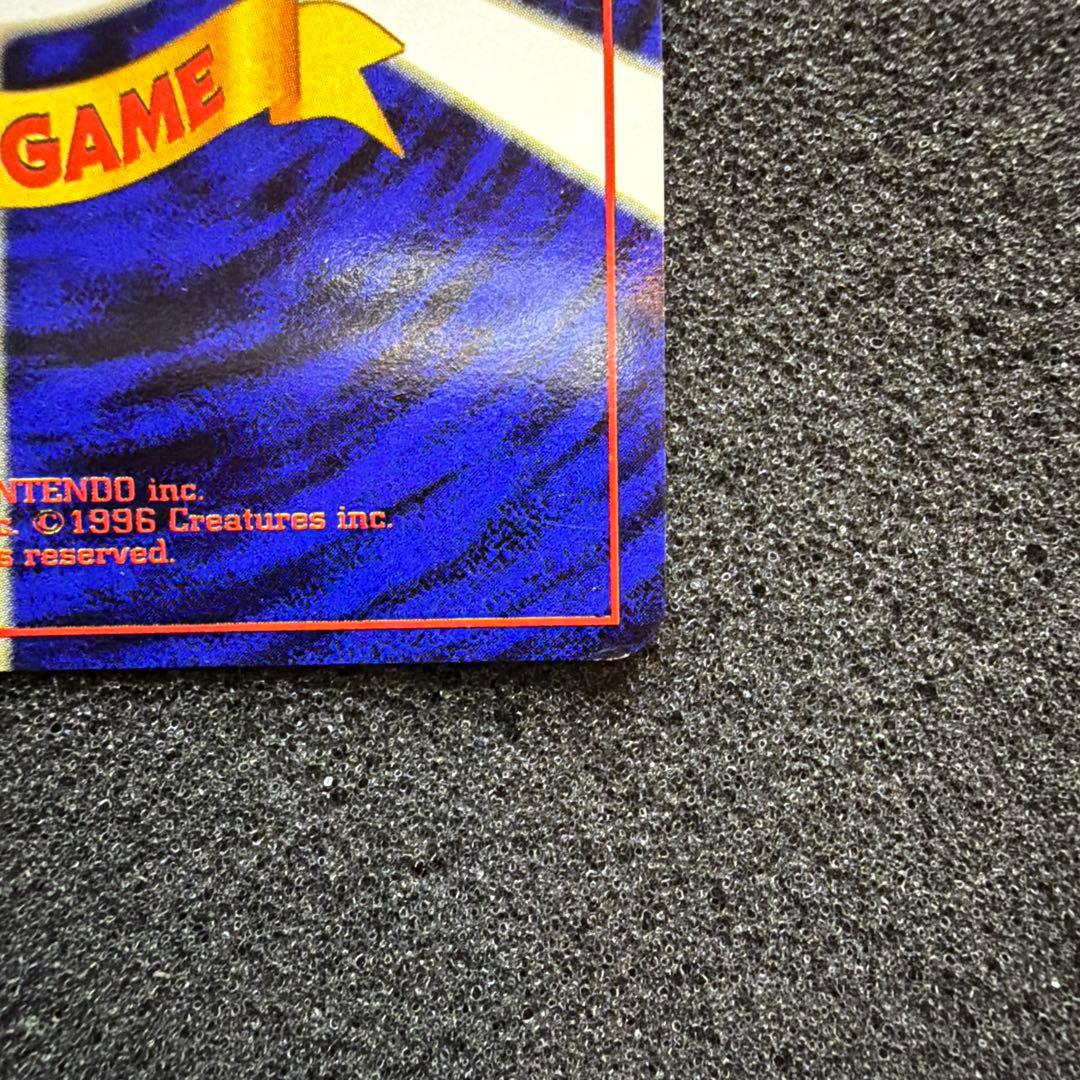 GAME
NTENDO inc.
c. ©1996 Creatures inc.
s reserved.